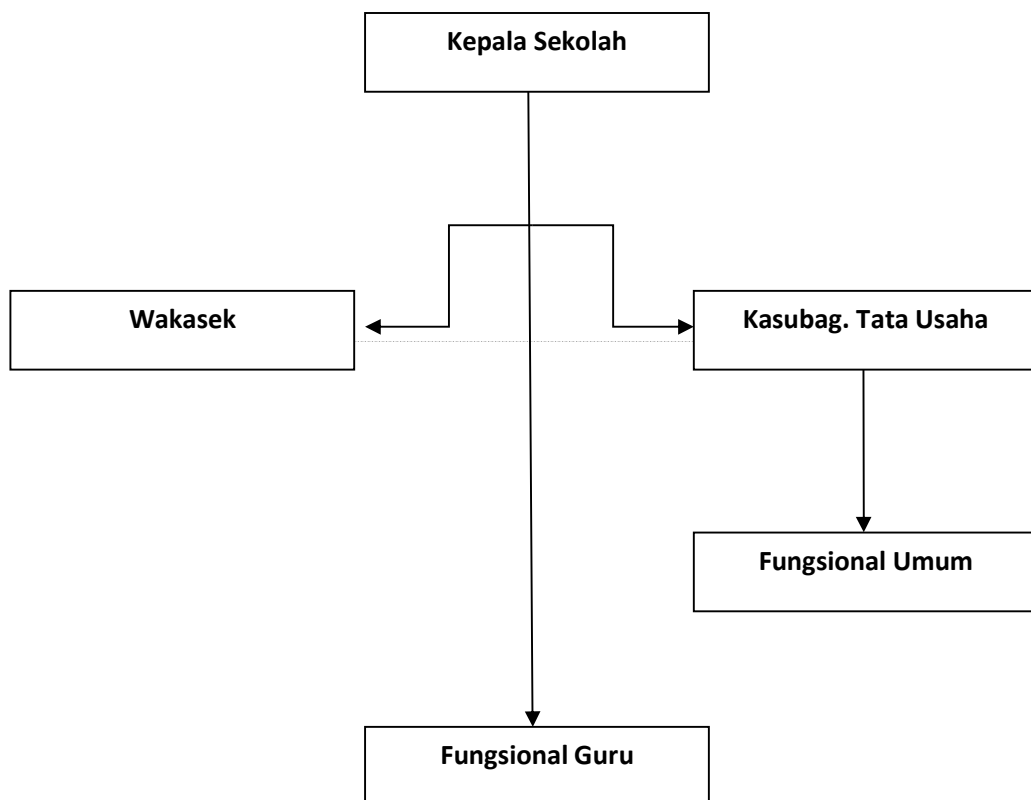 Kepala Sekolah
Wakasek
Kasubag. Tata Usaha
Fungsional Umum
Fungsional Guru